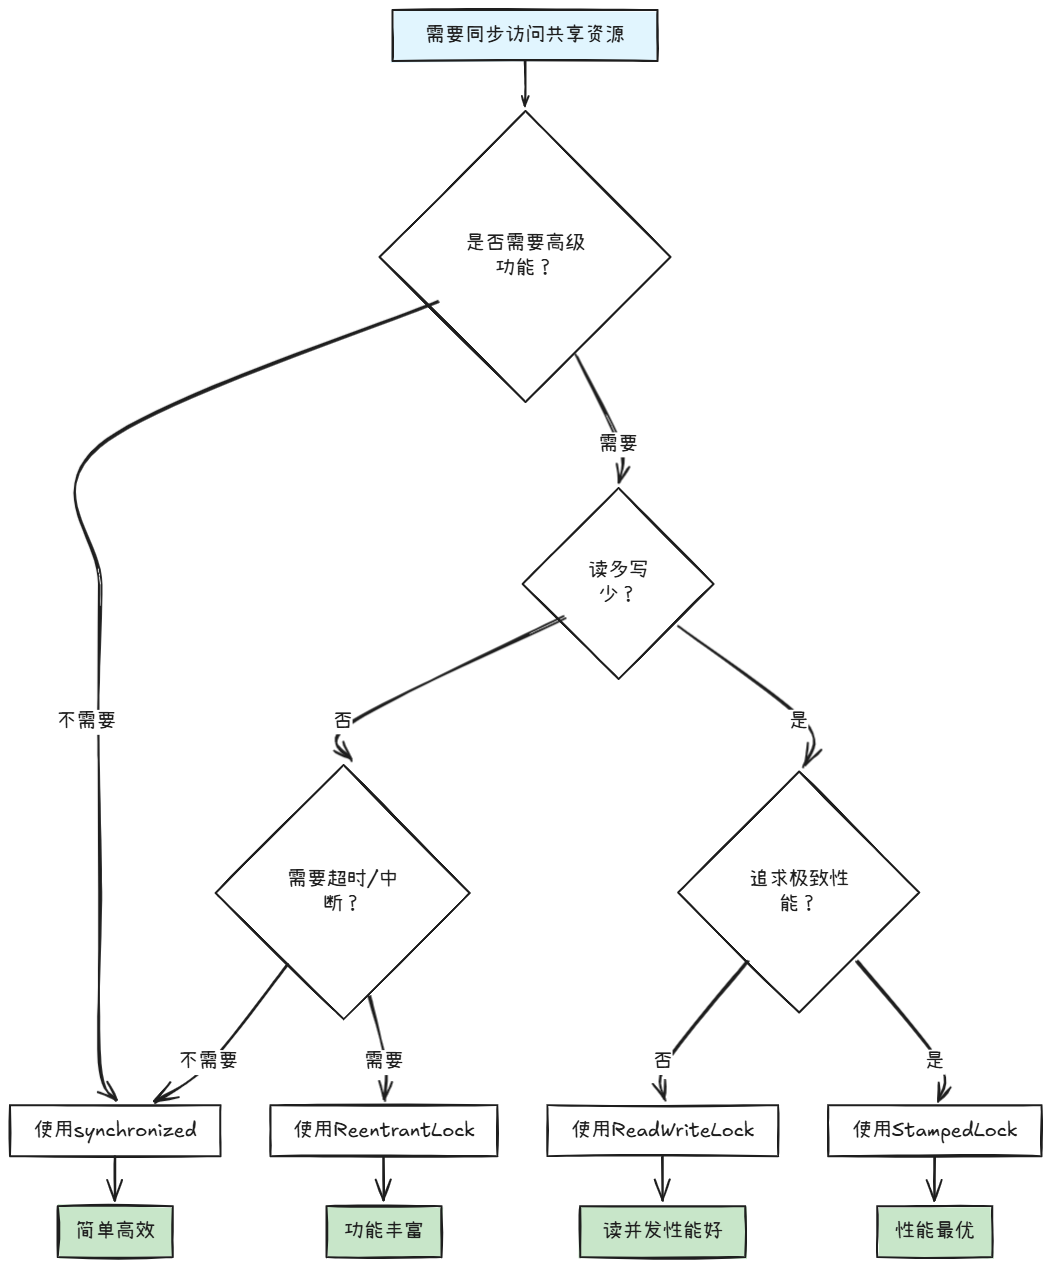 需要同步访问共享资源
是否需要高级
功能？
需要
读多写
少？
不需要
否
是
需要超时/中
断？
追求极致性
能？
不需要
需要
否
是
使用synchronized
使用ReentrantLock
使用ReadWriteLock
使用StampedLock
简单高效
功能丰富
读并发性能好
性能最优